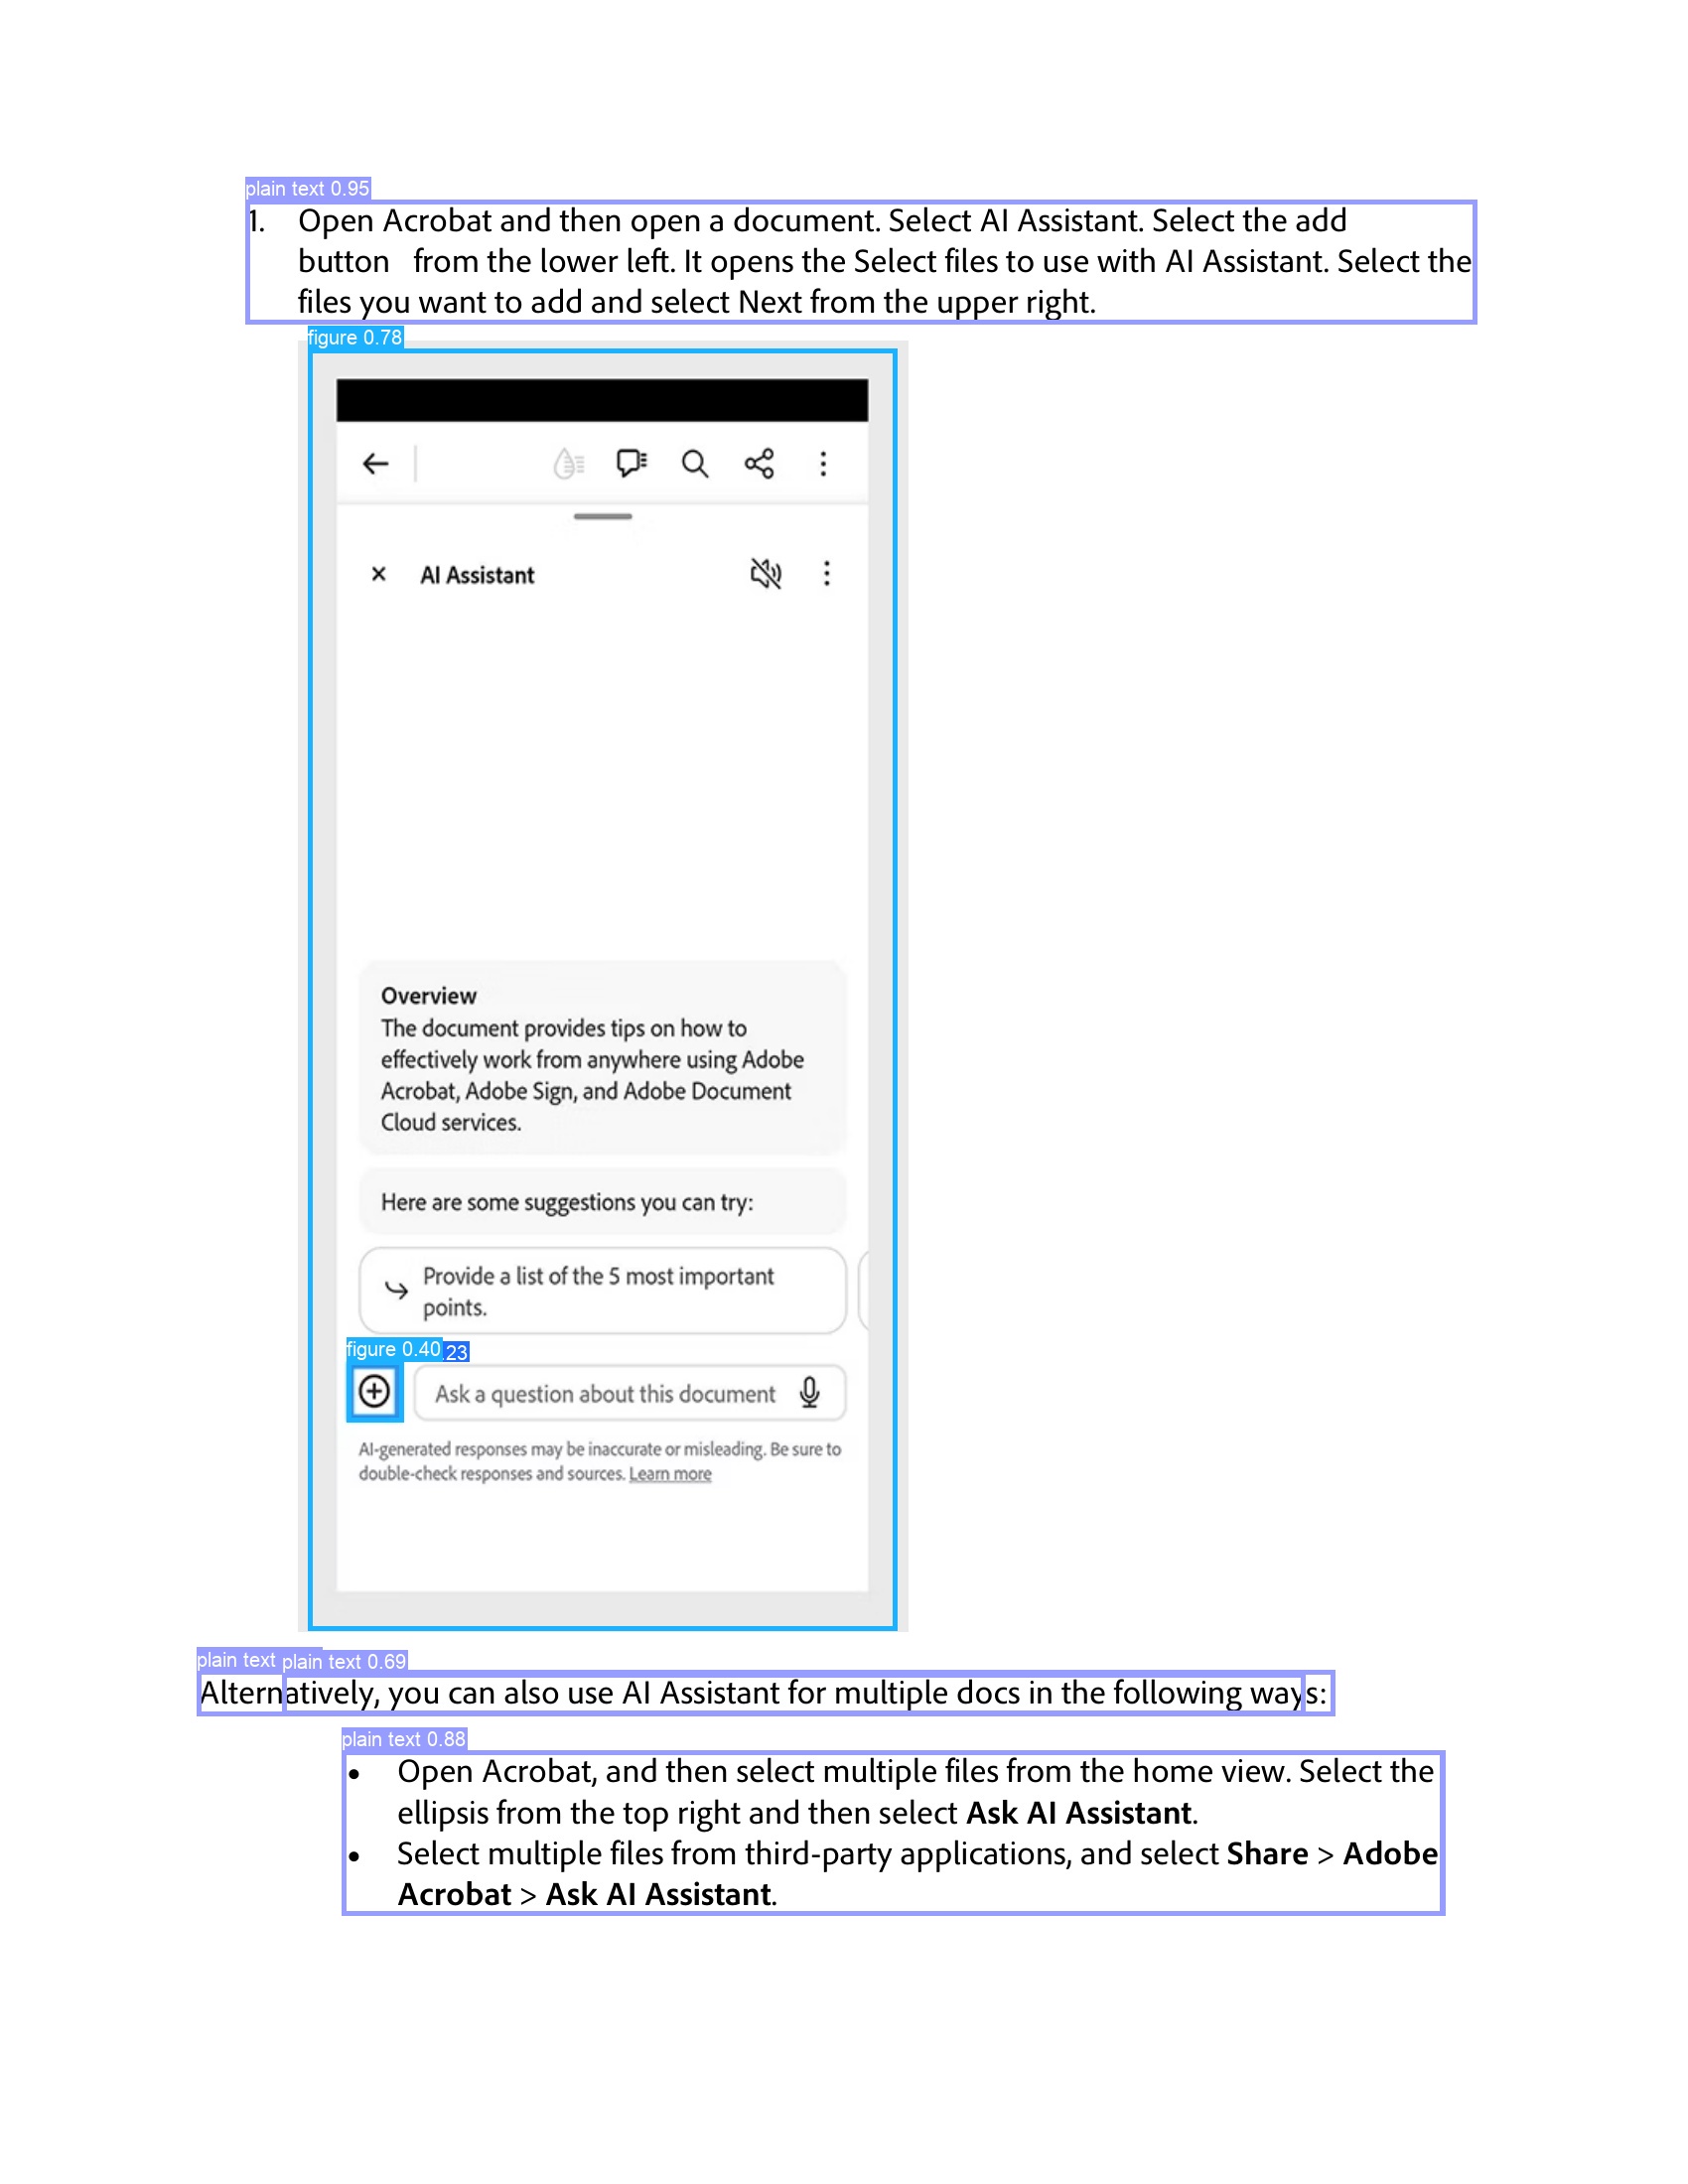 plain text 0.95
1. Open Acrobat and then open a document. Select AI Assistant. Select the add
button from the lower left. It opens the Select files to use with AI Assistant. Select the
files you want to add and select Next from the upper right.
figure 0.78
× AI Assistant
Overview
The document provides tips on how to
effectively work from anywhere using Adobe
Acrobat, Adobe Sign, and Adobe Document
Cloud services.
Here are some suggestions you can try:
Provide a list of the 5 most important
points.
figure 0.40 .23
Ask a question about this document
AI-generated responses may be inaccurate or misleading. Be sure to
double-check responses and sources. Learn more
plain text plain text 0.69
Alternatively, you can also use AI Assistant for multiple docs in the following ways:
plain text 0.88
• Open Acrobat, and then select multiple files from the home view. Select the
ellipsis from the top right and then select Ask AI Assistant.
• Select multiple files from third-party applications, and select Share > Adobe
Acrobat > Ask AI Assistant.